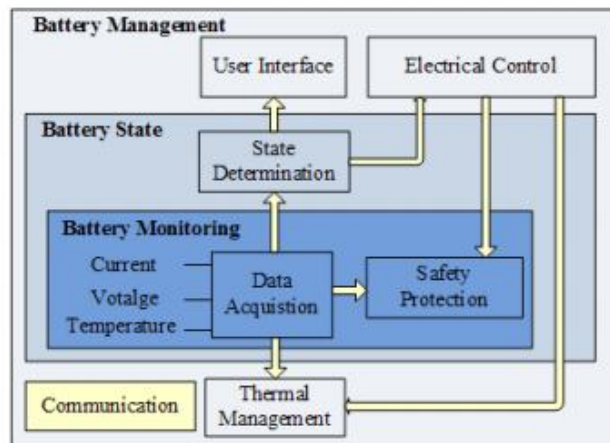 Battery Management
User Interface
Electrical Control
Battery State
State
Determination
Battery Monitoring
Current
Votalge
Temperature
Data
Acquistion
Safety
Protection
Communication
Thermal
Management